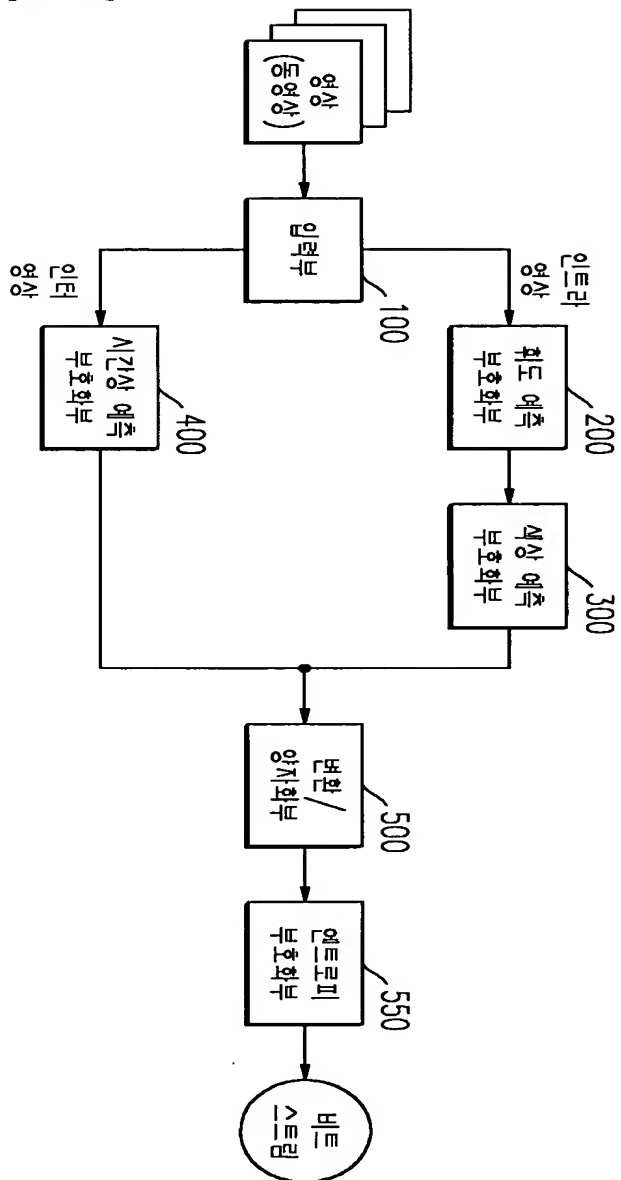 영상
(동영상)
입력부
100
인트라
영상
휘도 예측
부호화부
200
색상 예측
부호화부
300
인터
영상
시간상 예측
부호화부
400
변환/
양자화부
500
엔트로피
부호화부
550
비트
스트림